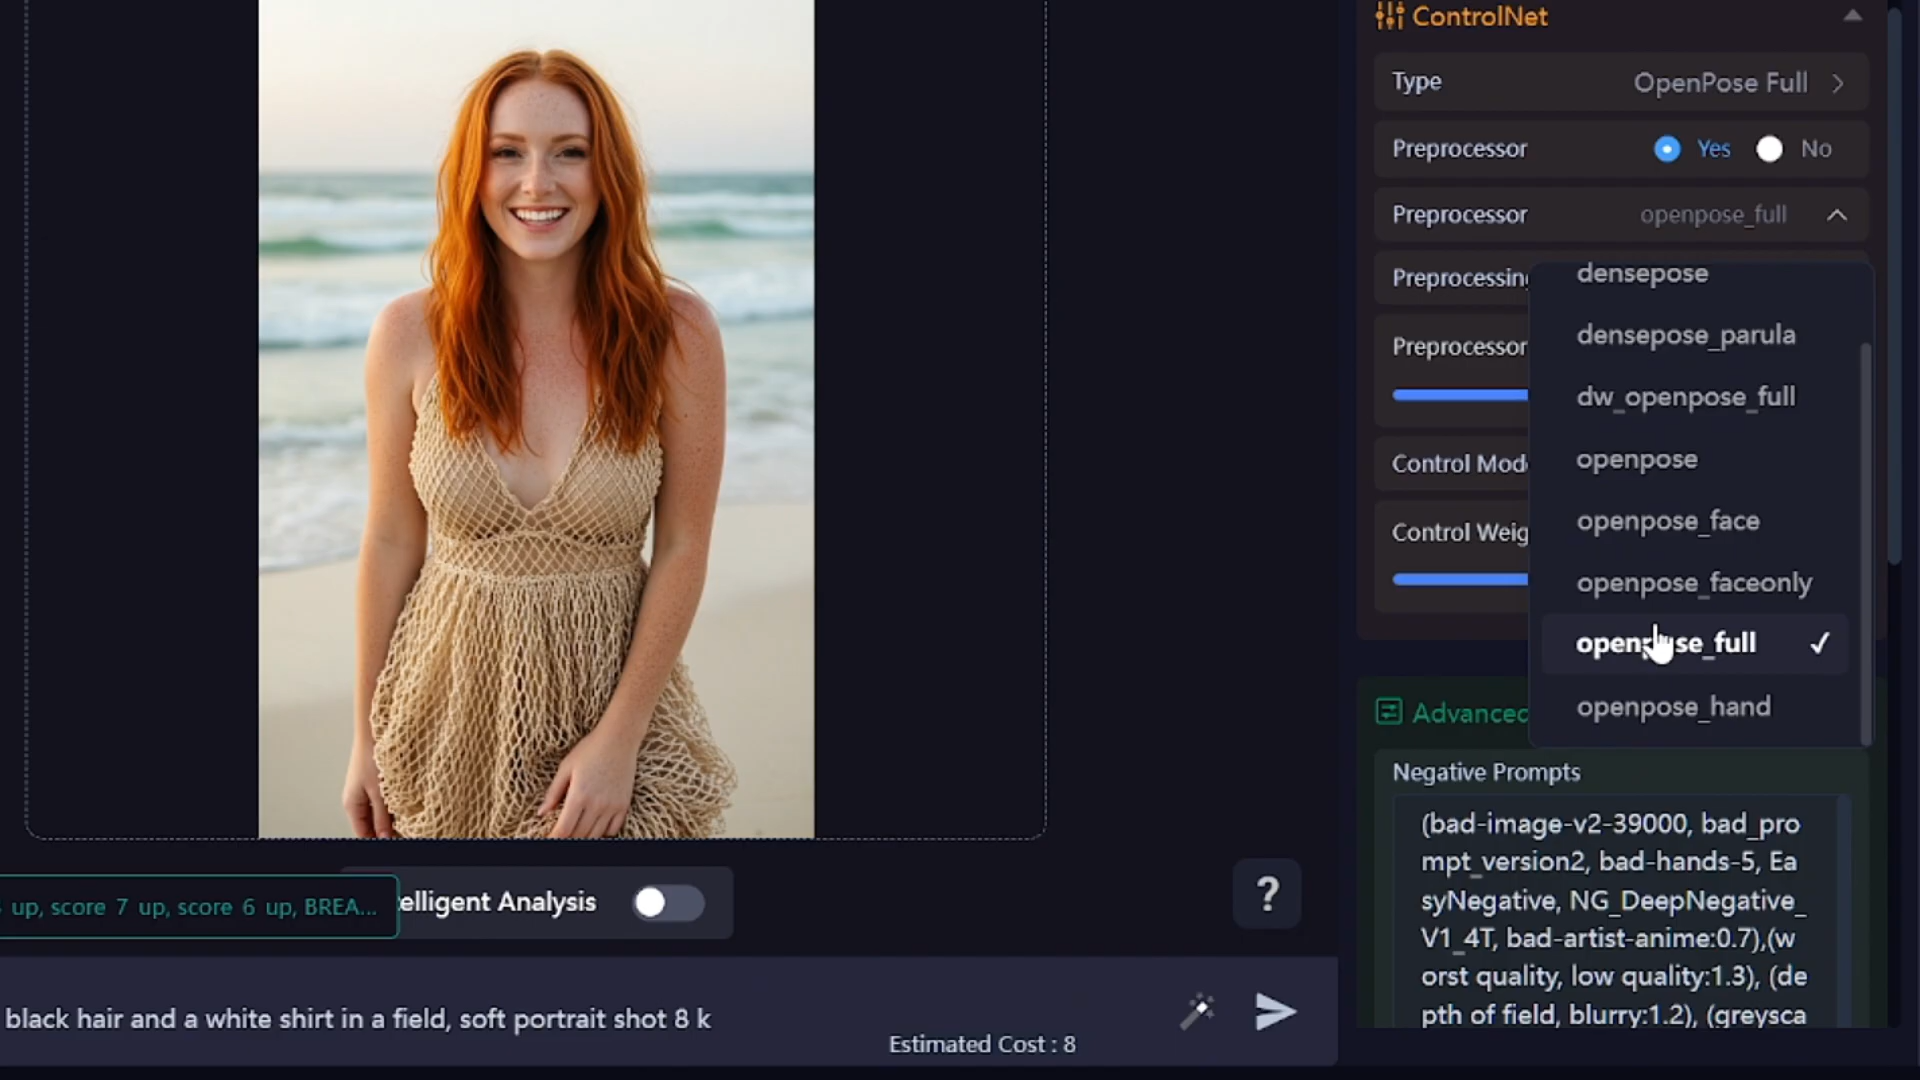 ControlNet
Type OpenPose Full
Preprocessor Yes No
Preprocessor openpose_full
Preprocessing
densepose
densepose_parula
Preprocessor
dw_openpose_full
openpose
Control Mode
openpose_face
Control Weig
openpose_faceonly
openpose_full
openpose_hand
Advanced
Negative Prompts
(bad-image-v2-39000, bad_pro
mpt_version2, bad-hands-5, Ea
syNegative, NG_DeepNegative_
V1_4T, bad-artist-anime:0.7),(w
orst quality, low quality:1.3), (de
pth of field, blurry:1.2), (greysca
up, score 7 up, score 6 up, BREA...
elligent Analysis
?
black hair and a white shirt in a field, soft portrait shot 8 k
Estimated Cost : 8